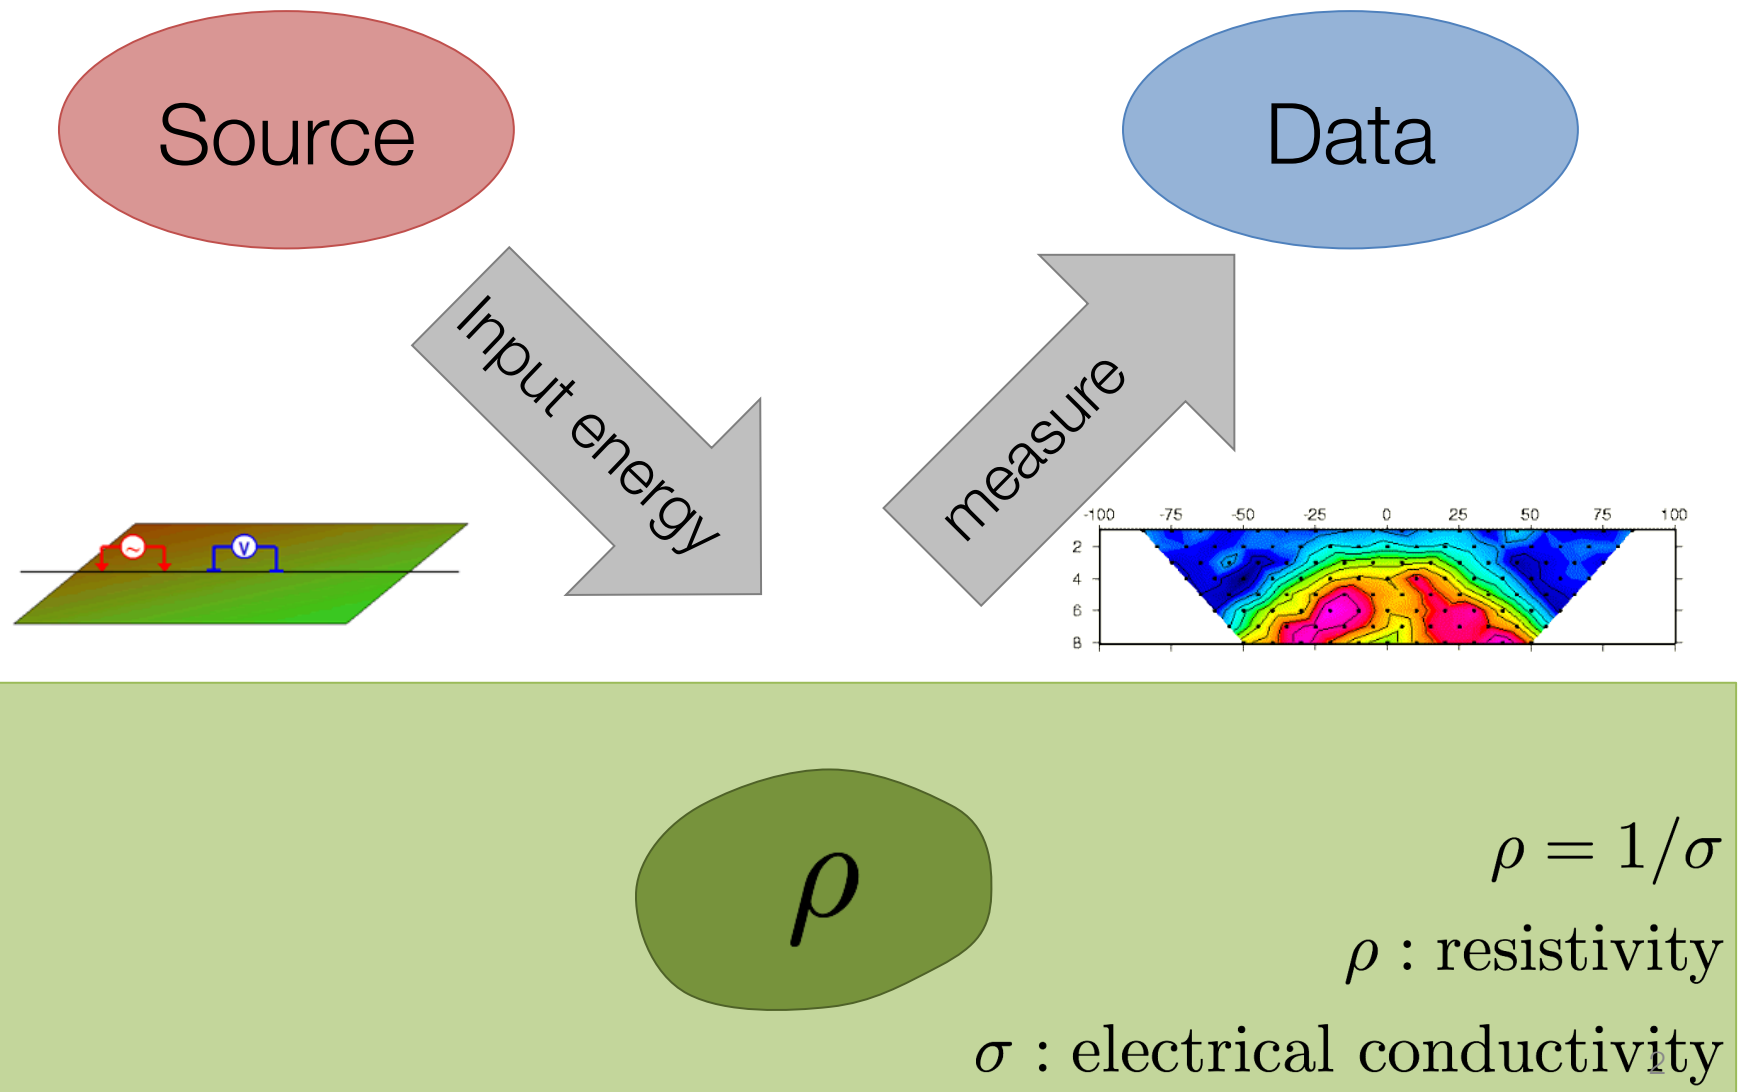 Source
Data
Input energy
measure
~
V
-100 -75 -50 -25 0 25 50 75 100
2
4
6
8
ρ
ρ = 1/σ
ρ : resistivity
σ : electrical conductivity
2